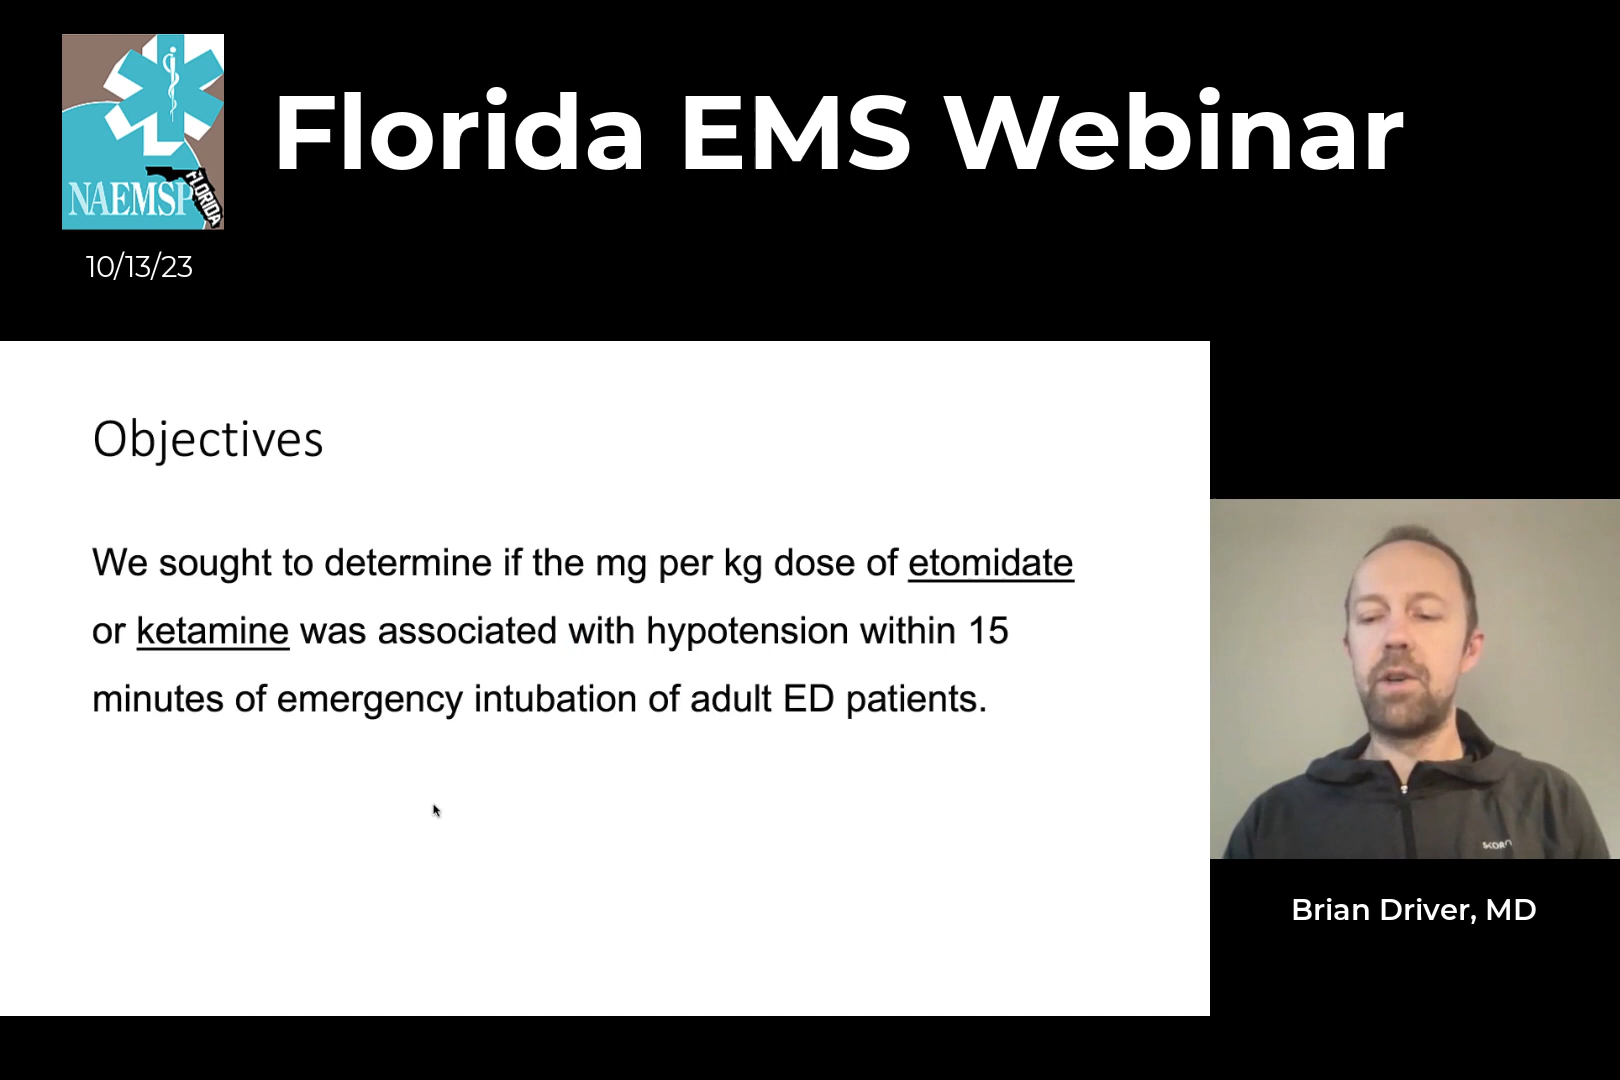 Florida EMS Webinar
NAEMSP
FLORIDA
10/13/23
Objectives
We sought to determine if the mg per kg dose of etomidate
or ketamine was associated with hypotension within 15
minutes of emergency intubation of adult ED patients.
Brian Driver, MD